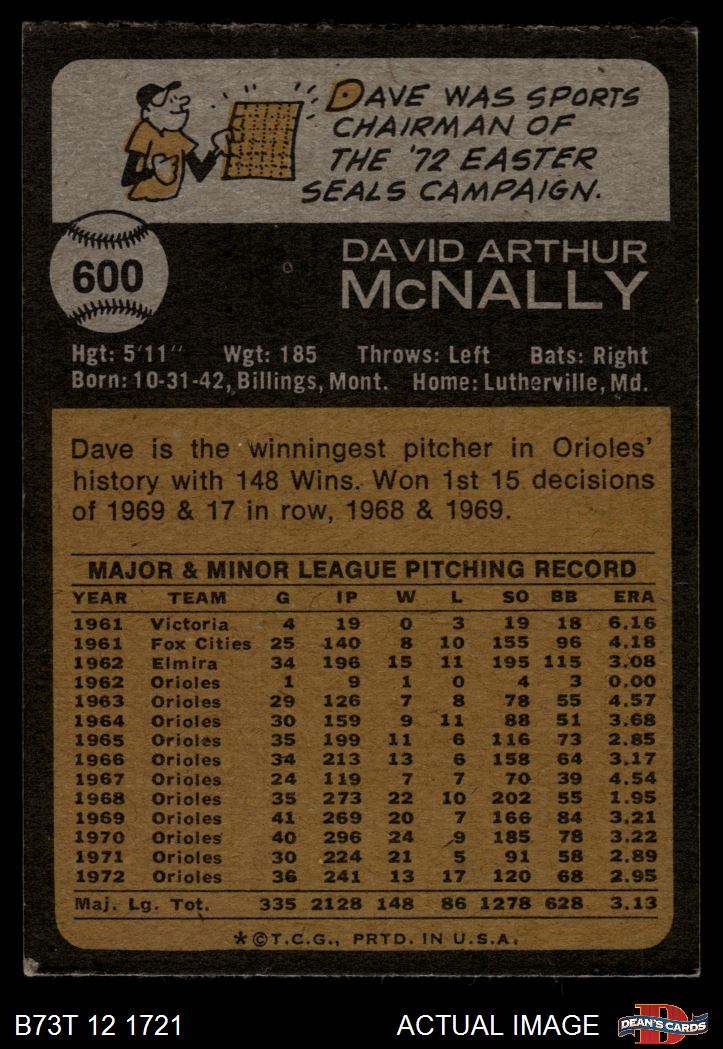 DAVE WAS SPORTS
CHAIRMAN OF
THE '72 EASTER
SEALS CAMPAIGN.
600
DAVID ARTHUR
McNALLY
Hgt: 5'11" Wgt: 185 Throws: Left Bats: Right
Born: 10-31-42, Billings, Mont. Home: Lutherville, Md.
Dave is the winningest pitcher in Orioles'
history with 148 Wins. Won 1st 15 decisions
of 1969 & 17 in row, 1968 & 1969.
MAJOR & MINOR LEAGUE PITCHING RECORD
YEAR TEAM G IP W L SO BB ERA
1961 Victoria 4 19 0 3 19 18 6.16
1961 Fox Cities 25 140 8 10 155 96 4.18
1962 Elmira 34 196 15 11 195 115 3.08
1962 Orioles 1 9 1 0 4 3 0.00
1963 Orioles 29 126 7 8 78 55 4.57
1964 Orioles 30 159 9 11 88 51 3.68
1965 Orioles 35 199 11 6 116 73 2.85
1966 Orioles 34 213 13 6 158 64 3.17
1967 Orioles 24 119 7 7 70 39 4.54
1968 Orioles 35 273 22 10 202 55 1.95
1969 Orioles 41 269 20 7 166 84 3.21
1970 Orioles 40 296 24 9 185 78 3.22
1971 Orioles 30 224 21 5 91 58 2.89
1972 Orioles 36 241 13 17 120 68 2.95
Maj. Lg. Tot. 335 2128 148 86 1278 628 3.13
*©T.C.G., PRTD. IN U.S.A.
B73T 12 1721 ACTUAL IMAGE
D
DEAN'S CARDS